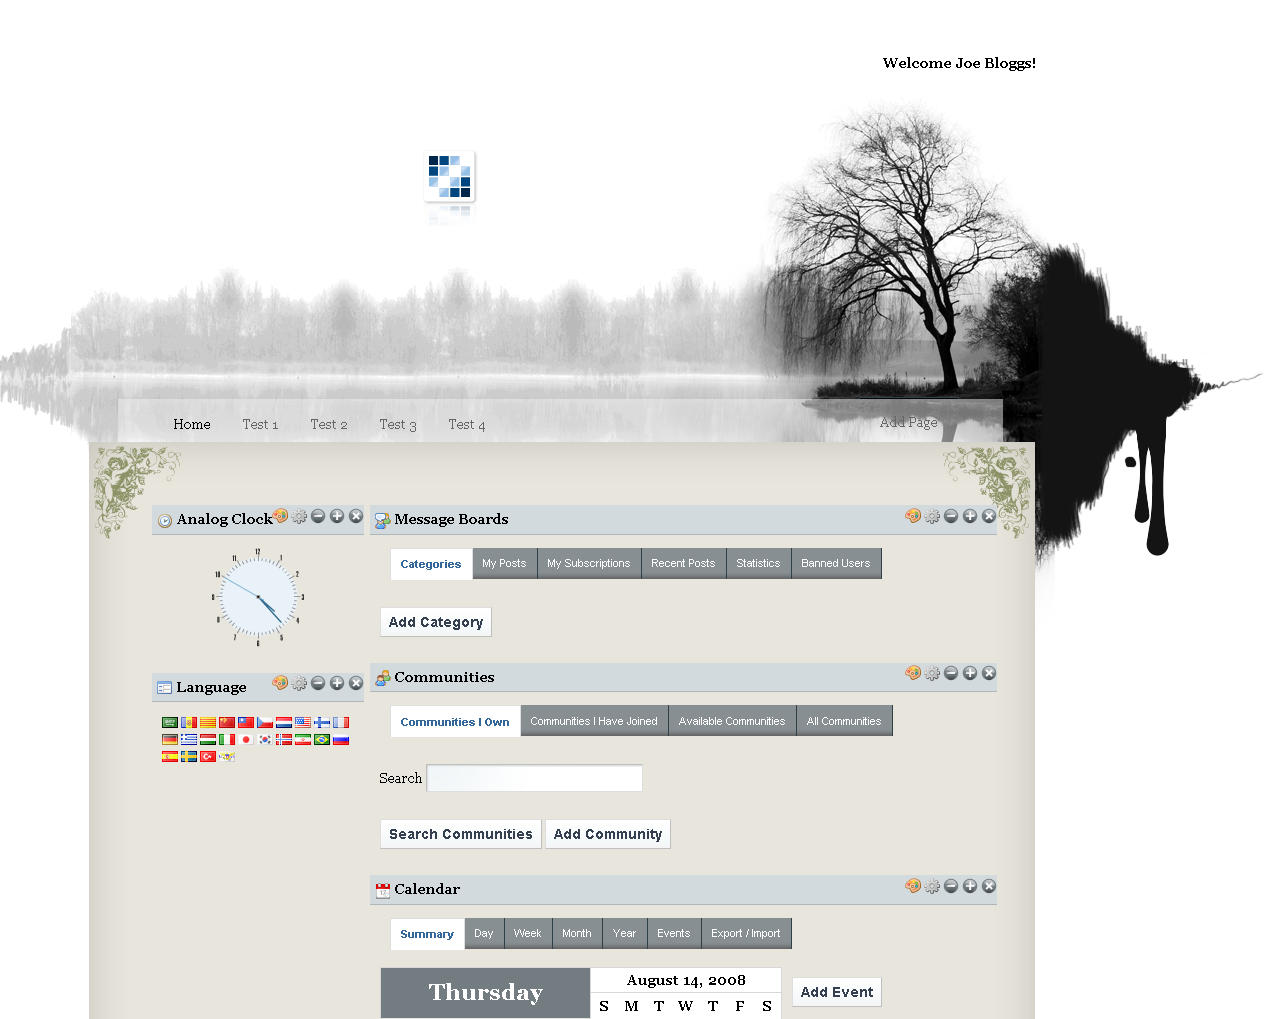 Welcome Joe Bloggs!
Home Test 1 Test 2 Test 3 Test 4 Add Page
Analog Clock
12
1
2
3
4
5
6
7
8
9
10
11
Language
Message Boards
Categories My Posts My Subscriptions Recent Posts Statistics Banned Users
Add Category
Communities
Communities I Own Communities I Have Joined Available Communities All Communities
Search
Search Communities Add Community
Calendar
Summary Day Week Month Year Events Export / Import
Thursday
August 14, 2008
S M T W T F S
Add Event